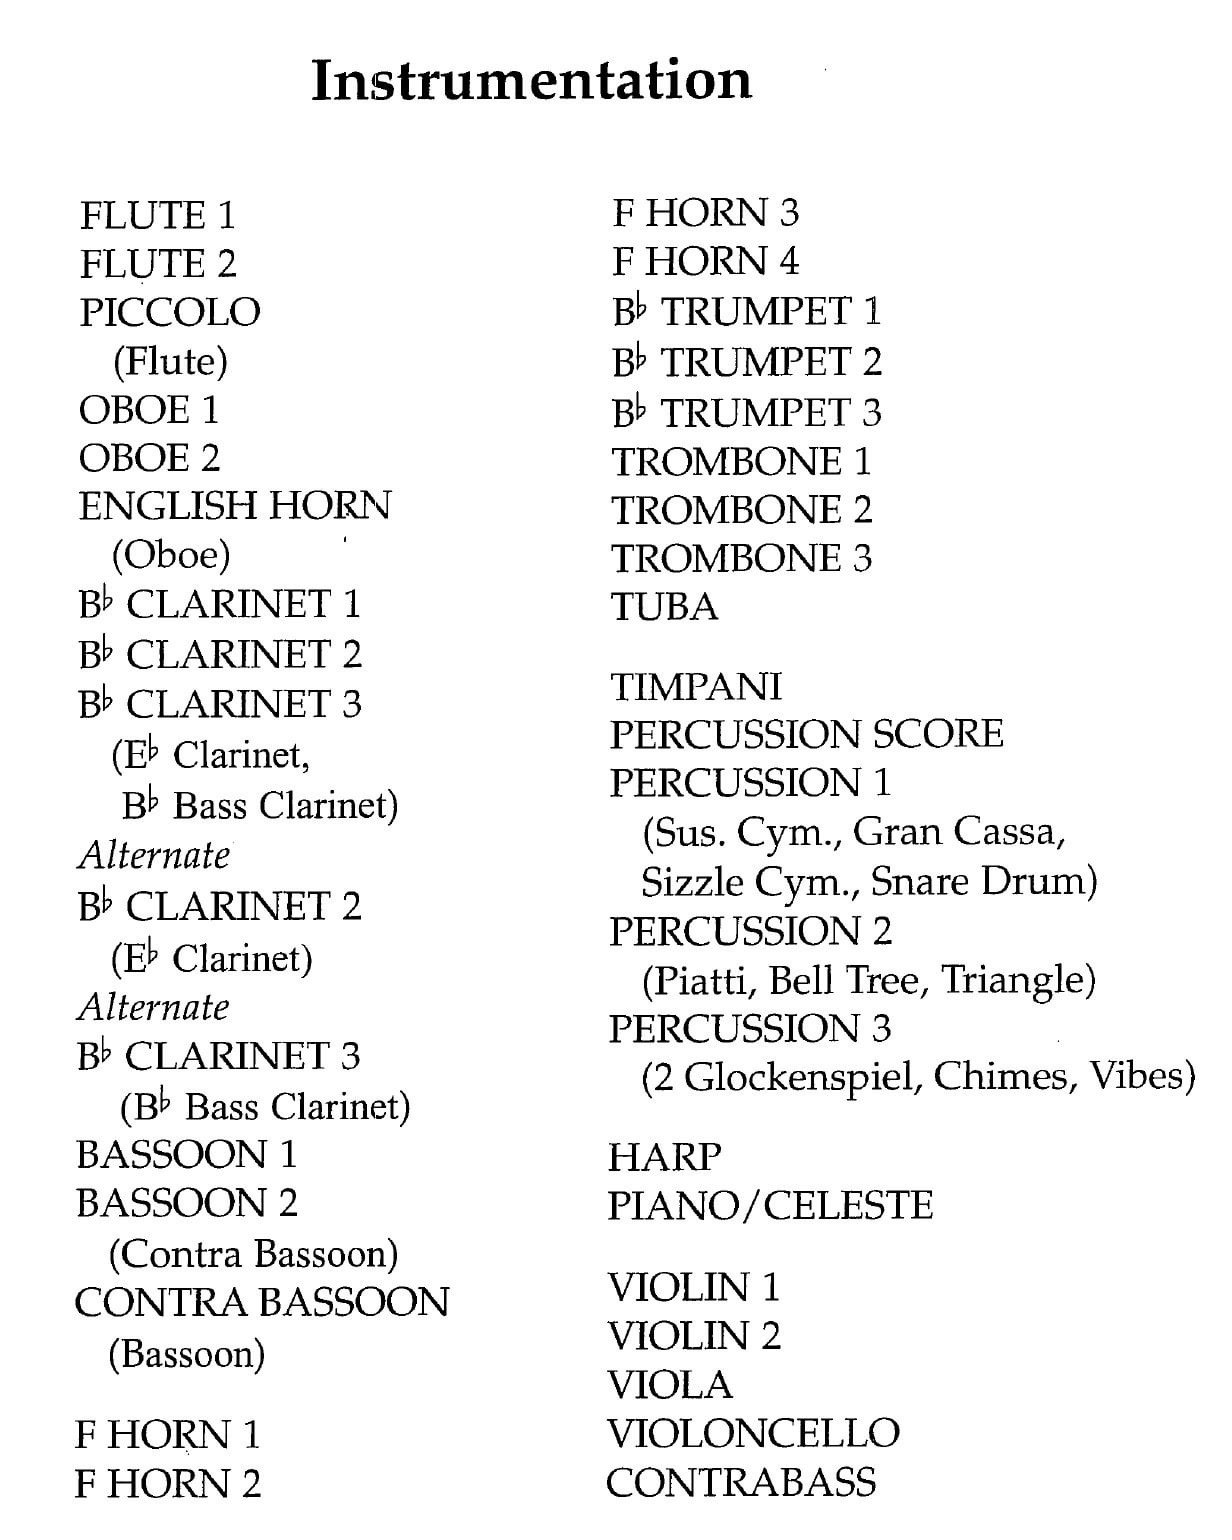 Instrumentation
FLUTE 1
FLUTE 2
PICCOLO
(Flute)
OBOE 1
OBOE 2
ENGLISH HORN
(Oboe)
B♭ CLARINET 1
B♭ CLARINET 2
B♭ CLARINET 3
(E♭ Clarinet,
B♭ Bass Clarinet)
Alternate
B♭ CLARINET 2
(E♭ Clarinet)
Alternate
B♭ CLARINET 3
(B♭ Bass Clarinet)
BASSOON 1
BASSOON 2
(Contra Bassoon)
CONTRA BASSOON
(Bassoon)
F HORN 1
F HORN 2
F HORN 3
F HORN 4
B♭ TRUMPET 1
B♭ TRUMPET 2
B♭ TRUMPET 3
TROMBONE 1
TROMBONE 2
TROMBONE 3
TUBA
TIMPANI
PERCUSSION SCORE
PERCUSSION 1
(Sus. Cym., Gran Cassa,
Sizzle Cym., Snare Drum)
PERCUSSION 2
(Piatti, Bell Tree, Triangle)
PERCUSSION 3
(2 Glockenspiel, Chimes, Vibes)
HARP
PIANO/CELESTE
VIOLIN 1
VIOLIN 2
VIOLA
VIOLONCELLO
CONTRABASS